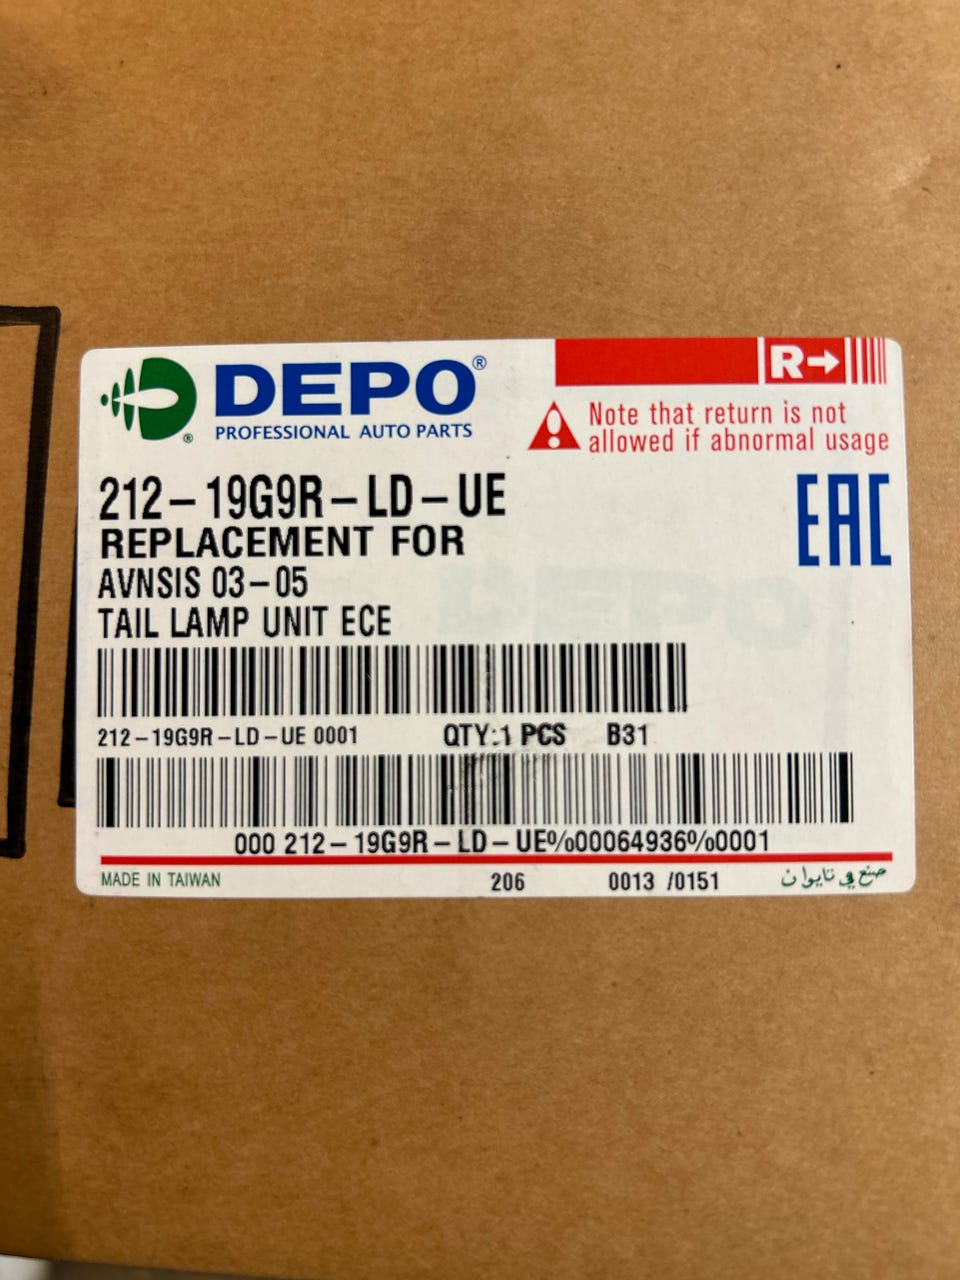 DEPO®
PROFESSIONAL AUTO PARTS
®
R→
Note that return is not
allowed if abnormal usage
212-19G9R-LD-UE
REPLACEMENT FOR
AVNSIS 03-05
TAIL LAMP UNIT ECE
EAC
212-19G9R-LD-UE 0001 QTY:1 PCS B31
000 212-19G9R-LD-UE%00064936%0001
MADE IN TAIWAN 206 0013 /0151 صنع في تايوان